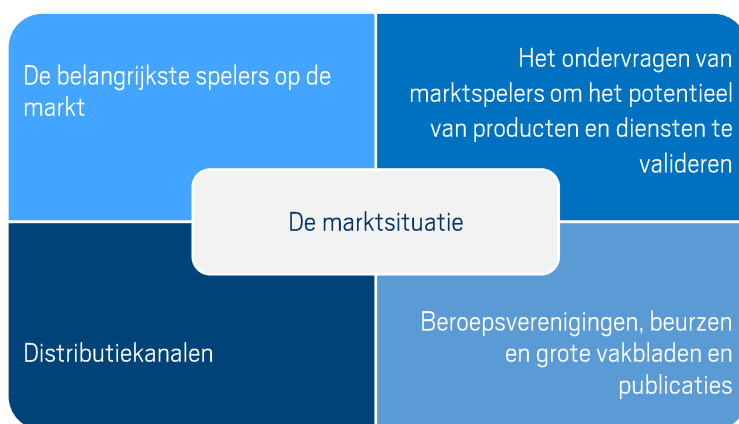 De belangrijkste spelers op de
markt
Het ondervragen van
marktspelers om het potentieel
van producten en diensten te
valideren
De marktsituatie
Distributiekanalen
Beroepsverenigingen, beurzen
en grote vakbladen en
publicaties